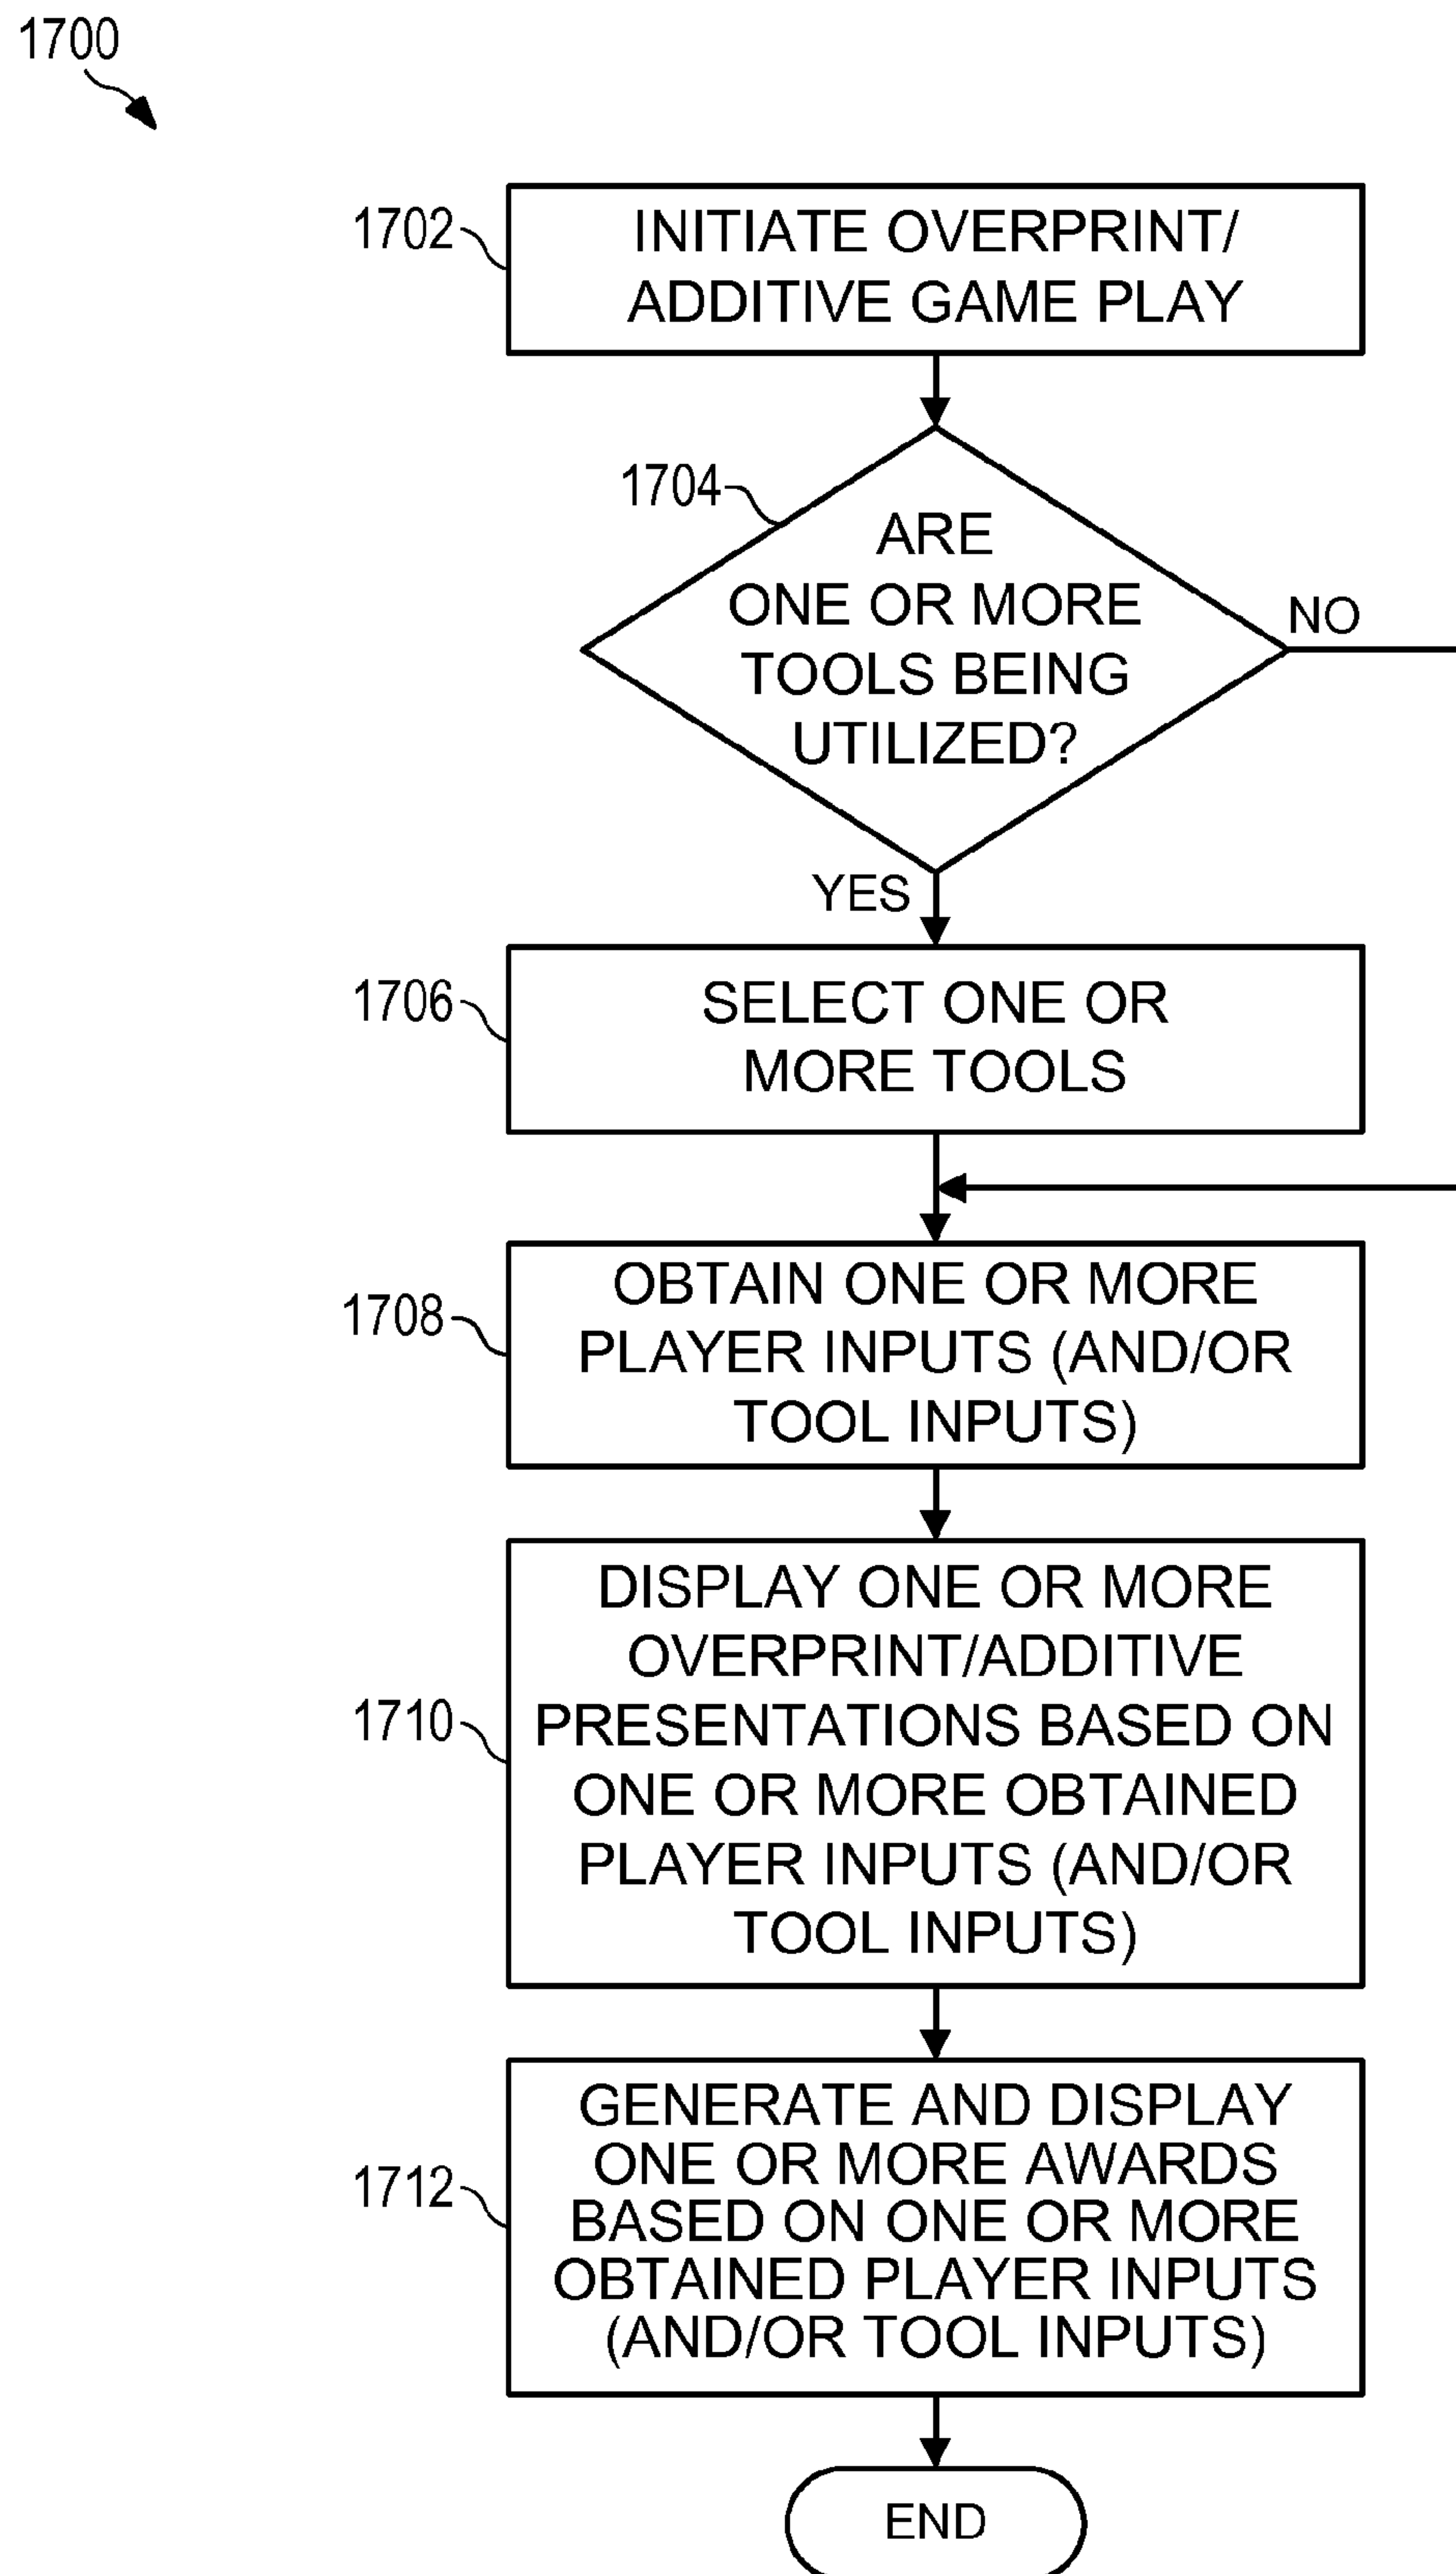 1700
1702
INITIATE OVERPRINT/
ADDITIVE GAME PLAY
1704
ARE
ONE OR MORE
TOOLS BEING
UTILIZED?
NO
YES
1706
SELECT ONE OR
MORE TOOLS
1708
OBTAIN ONE OR MORE
PLAYER INPUTS (AND/OR
TOOL INPUTS)
1710
DISPLAY ONE OR MORE
OVERPRINT/ADDITIVE
PRESENTATIONS BASED ON
ONE OR MORE OBTAINED
PLAYER INPUTS (AND/OR
TOOL INPUTS)
1712
GENERATE AND DISPLAY
ONE OR MORE AWARDS
BASED ON ONE OR MORE
OBTAINED PLAYER INPUTS
(AND/OR TOOL INPUTS)
END